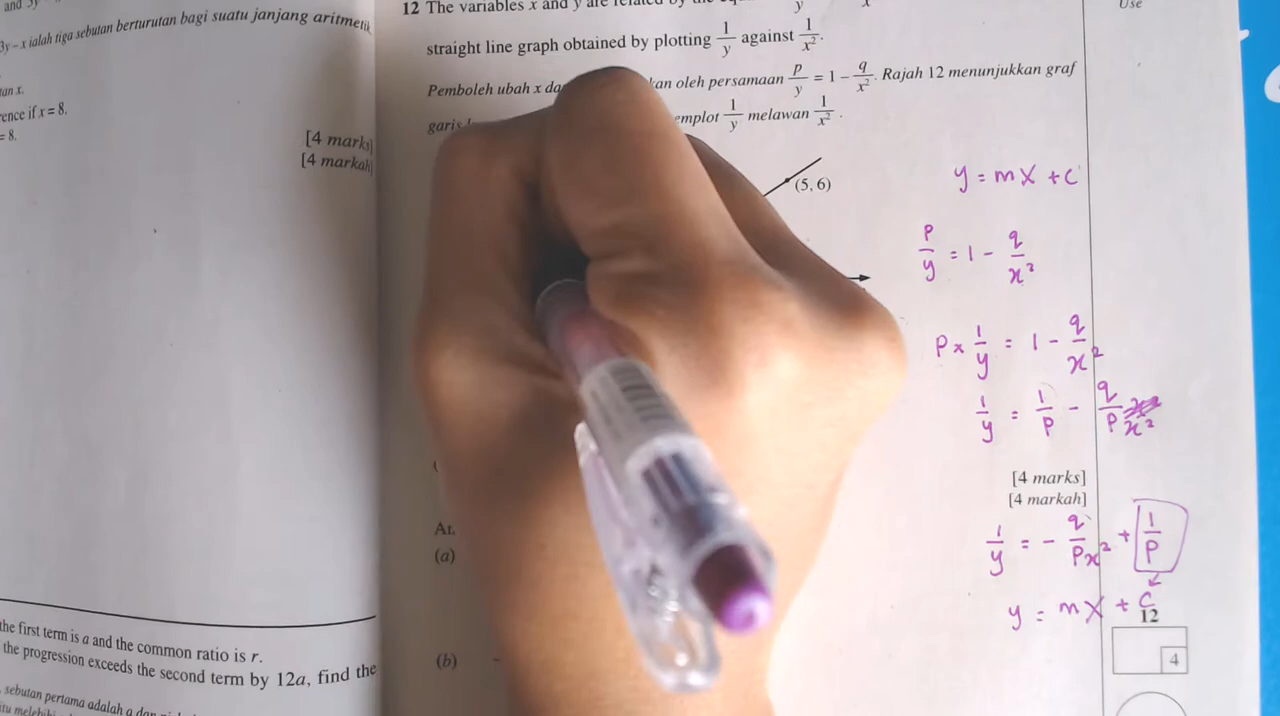 and 3y
3y – x ialah tiga sebutan berturutan bagi suatu janjang aritmetik
x.
ence if x = 8.
= 8.
[4 marks]
[4 markah]
the first term is a and the common ratio is r.
the progression exceeds the second term by 12a, find the
sebutan pertama adalah a dan
12 The variables x and y are related by the
y x
straight line graph obtained by plotting 1/y against 1/x².
Pemboleh ubah x oleh persamaan p/y = 1 – q/x². Rajah 12 menunjukkan graf
garis 1/y melawan 1/x².
(5, 6)
[4 marks]
[4 markah]
(a)
(b)
Use
y = mX + c
p/y = 1 - q/x²
P × 1/y = 1 - q/x²
1/y = 1/P - q/Px²
1/y = - q/Px² + 1/P
y = mX + C
12
4